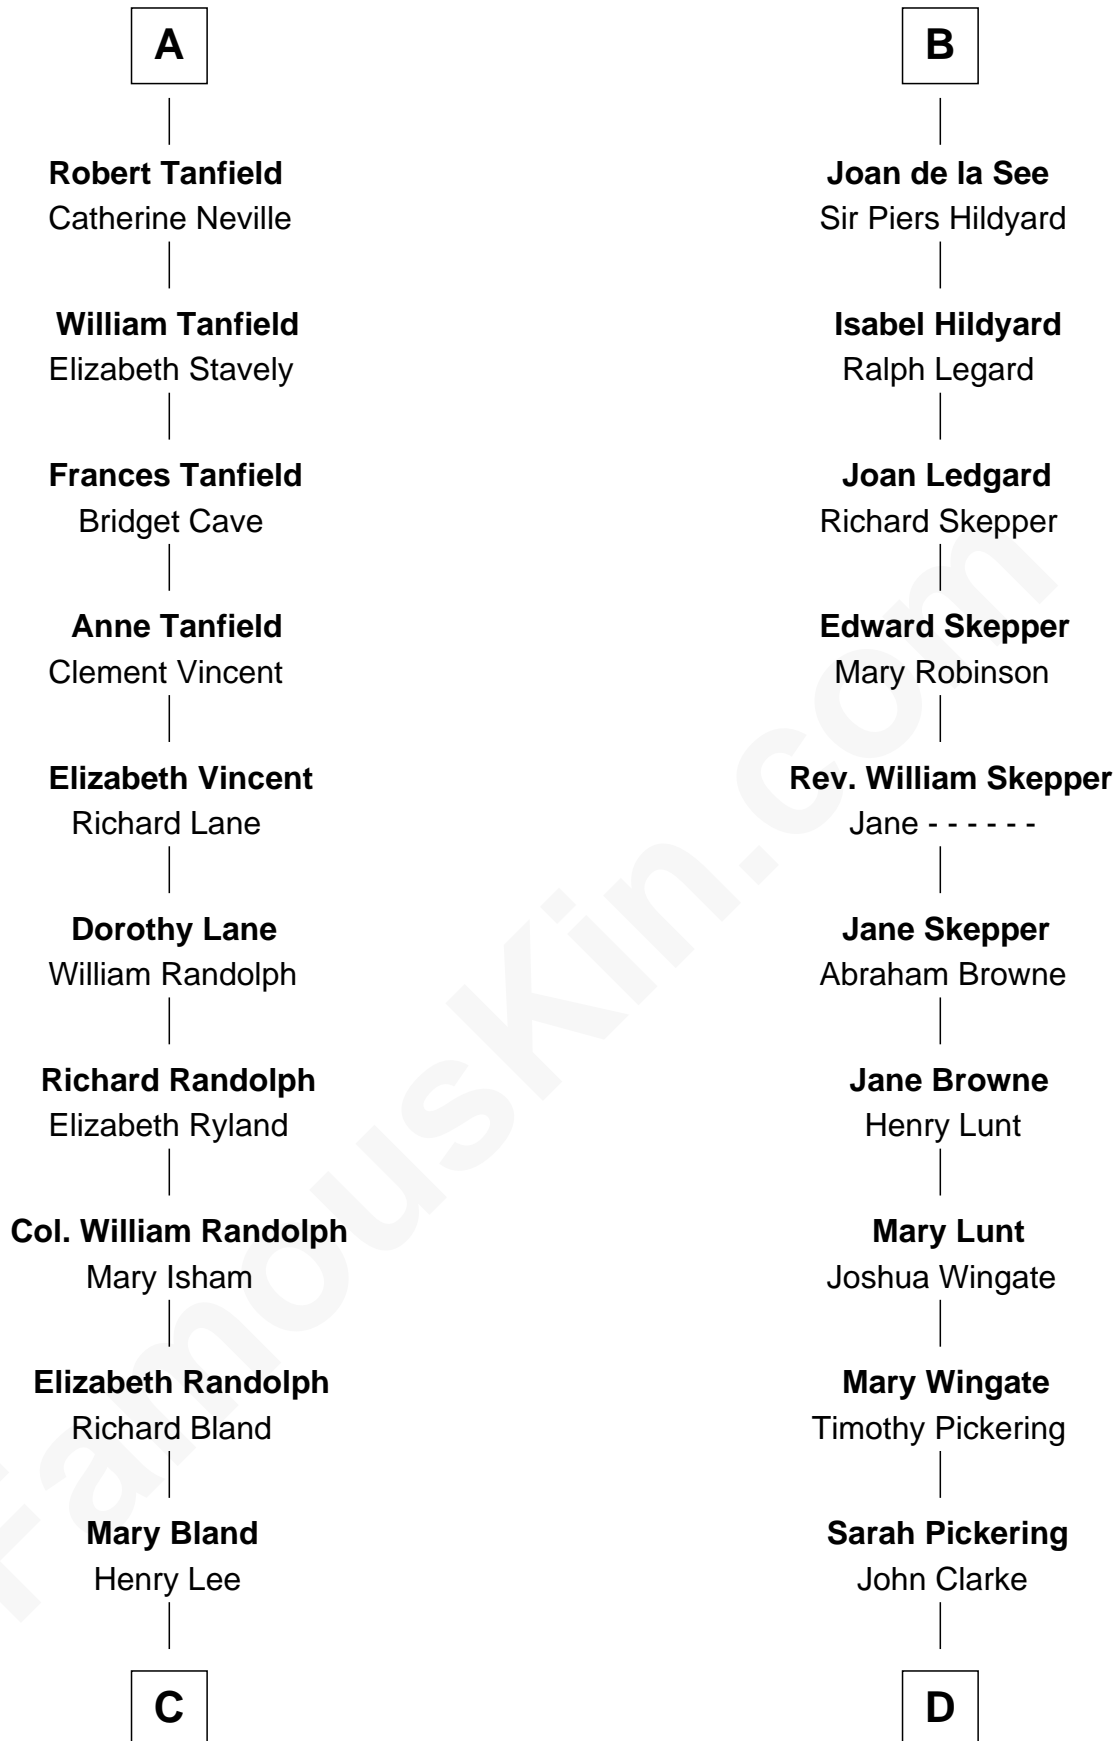 A
Robert Tanfield
Catherine Neville
William Tanfield
Elizabeth Stavely
Frances Tanfield
Bridget Cave
Anne Tanfield
Clement Vincent
Elizabeth Vincent
Richard Lane
Dorothy Lane
William Randolph
Richard Randolph
Elizabeth Ryland
Col. William Randolph
Mary Isham
Elizabeth Randolph
Richard Bland
Mary Bland
Henry Lee
C
B
Joan de la See
Sir Piers Hildyard
Isabel Hildyard
Ralph Legard
Joan Ledgard
Richard Skepper
Edward Skepper
Mary Robinson
Rev. William Skepper
Jane - - - - - -
Jane Skepper
Abraham Browne
Jane Browne
Henry Lunt
Mary Lunt
Joshua Wingate
Mary Wingate
Timothy Pickering
Sarah Pickering
John Clarke
D
FamousKin.com